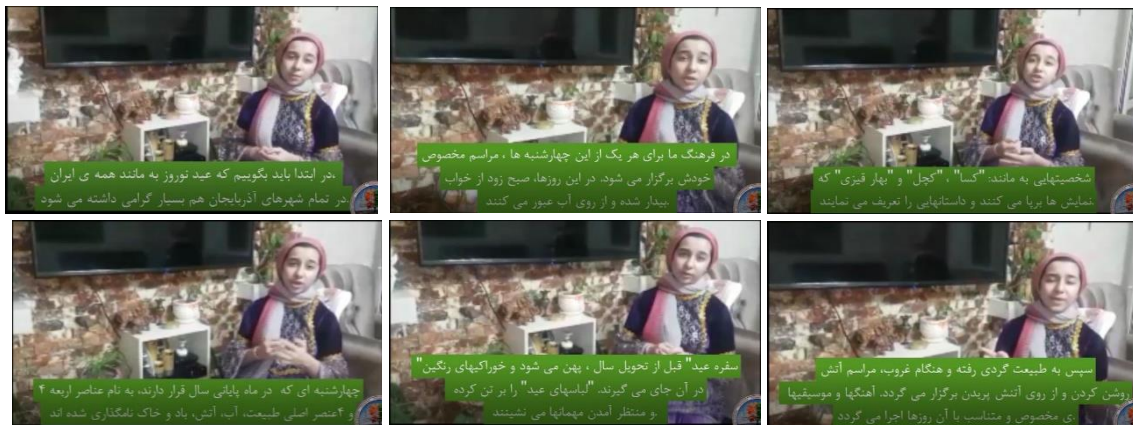 ،در ابتدا باید بگوییم که عید نوروز به مانند همه ی ایران
.در تمام شهرهای آذربایجان هم بسیار گرامی داشته می شود
در فرهنگ ما برای هر یک از این چهارشنبه ها ، مراسم مخصوص
خودش برگزار می شود. در این روزها، صبح زود از خواب
.بیدار شده و از روی آب عبور می کنند
شخصیتهایی به مانند: "کسا" ، "کچل" و "بهار قیزی" که
.نمایش ها برپا می کنند و داستانهایی را تعریف می نمایند
چهارشنبه ای که در ماه پایانی سال قرار دارند، به نام عناصر اربعه ۴
و ۴عنصر اصلی طبیعت، آب، آتش، باد و خاک نامگذاری شده اند
سفره عید" قبل از تحویل سال ، پهن می شود و خوراکیهای رنگین"
در آن جای می گیرند. "لباسهای عید" را بر تن کرده
.و منتظر آمدن مهمانها می نشینند
سپس به طبیعت گردی رفته و هنگام غروب، مراسم آتش
روشن کردن و از روی آتش پریدن برگزار می گردد. آهنگها و موسیقیها
.ی مخصوص و متناسب با آن روزها اجرا می گردد